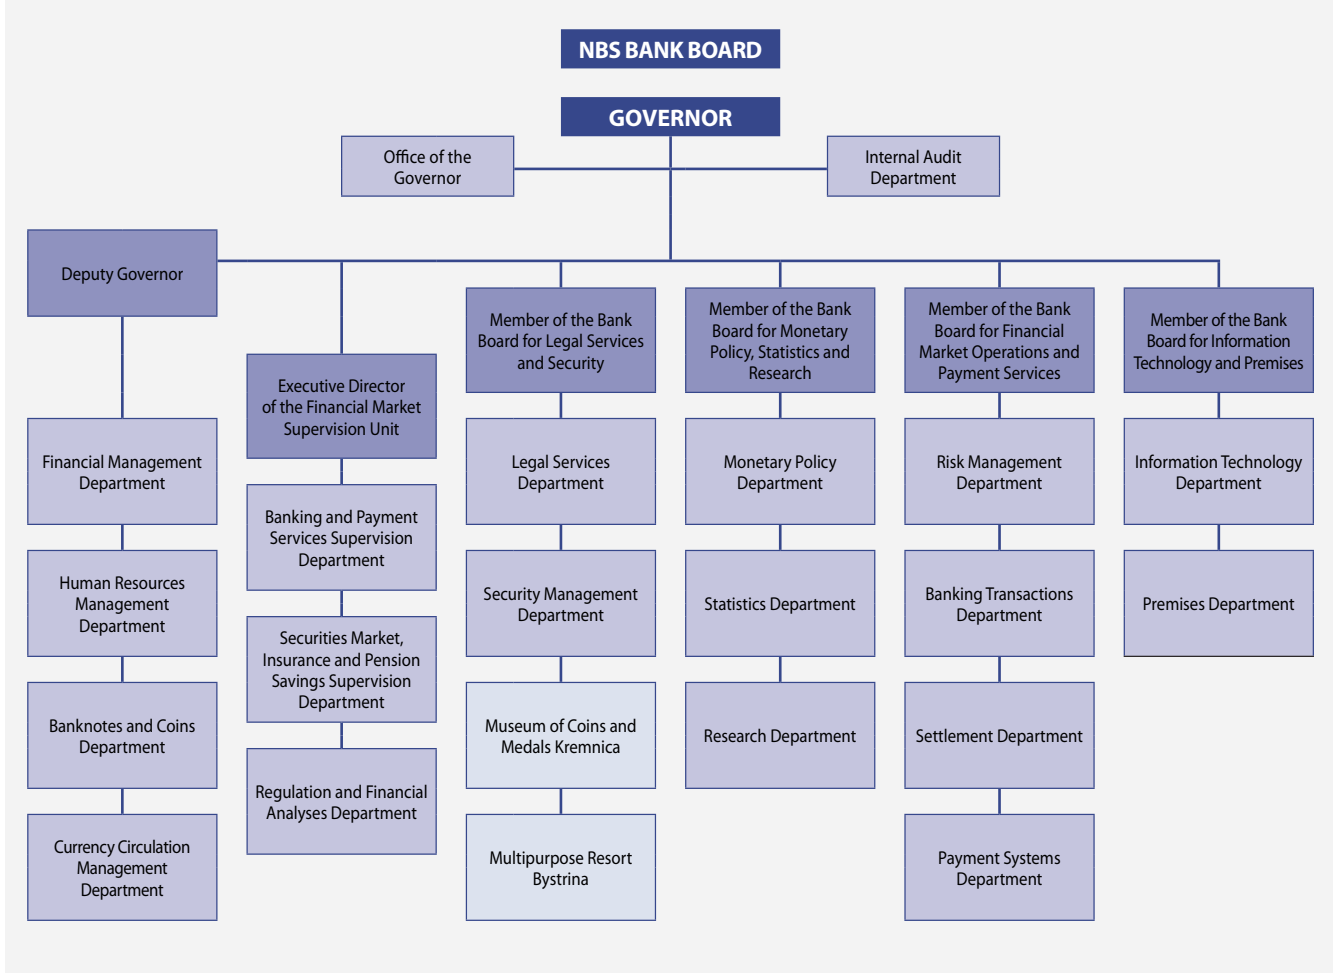 NBS BANK BOARD
GOVERNOR
Office of the
Governor
Internal Audit
Department
Deputy Governor
Financial Management
Department
Human Resources
Management
Department
Banknotes and Coins
Department
Currency Circulation
Management
Department
Executive Director
of the Financial Market
Supervision Unit
Banking and Payment
Services Supervision
Department
Securities Market,
Insurance and Pension
Savings Supervision
Department
Regulation and Financial
Analyses Department
Member of the Bank
Board for Legal Services
and Security
Legal Services
Department
Security Management
Department
Museum of Coins and
Medals Kremnica
Multipurpose Resort
Bystrina
Member of the Bank
Board for Monetary
Policy, Statistics and
Research
Monetary Policy
Department
Statistics Department
Research Department
Member of the Bank
Board for Financial
Market Operations and
Payment Services
Risk Management
Department
Banking Transactions
Department
Settlement Department
Payment Systems
Department
Member of the Bank
Board for Information
Technology and Premises
Information Technology
Department
Premises Department